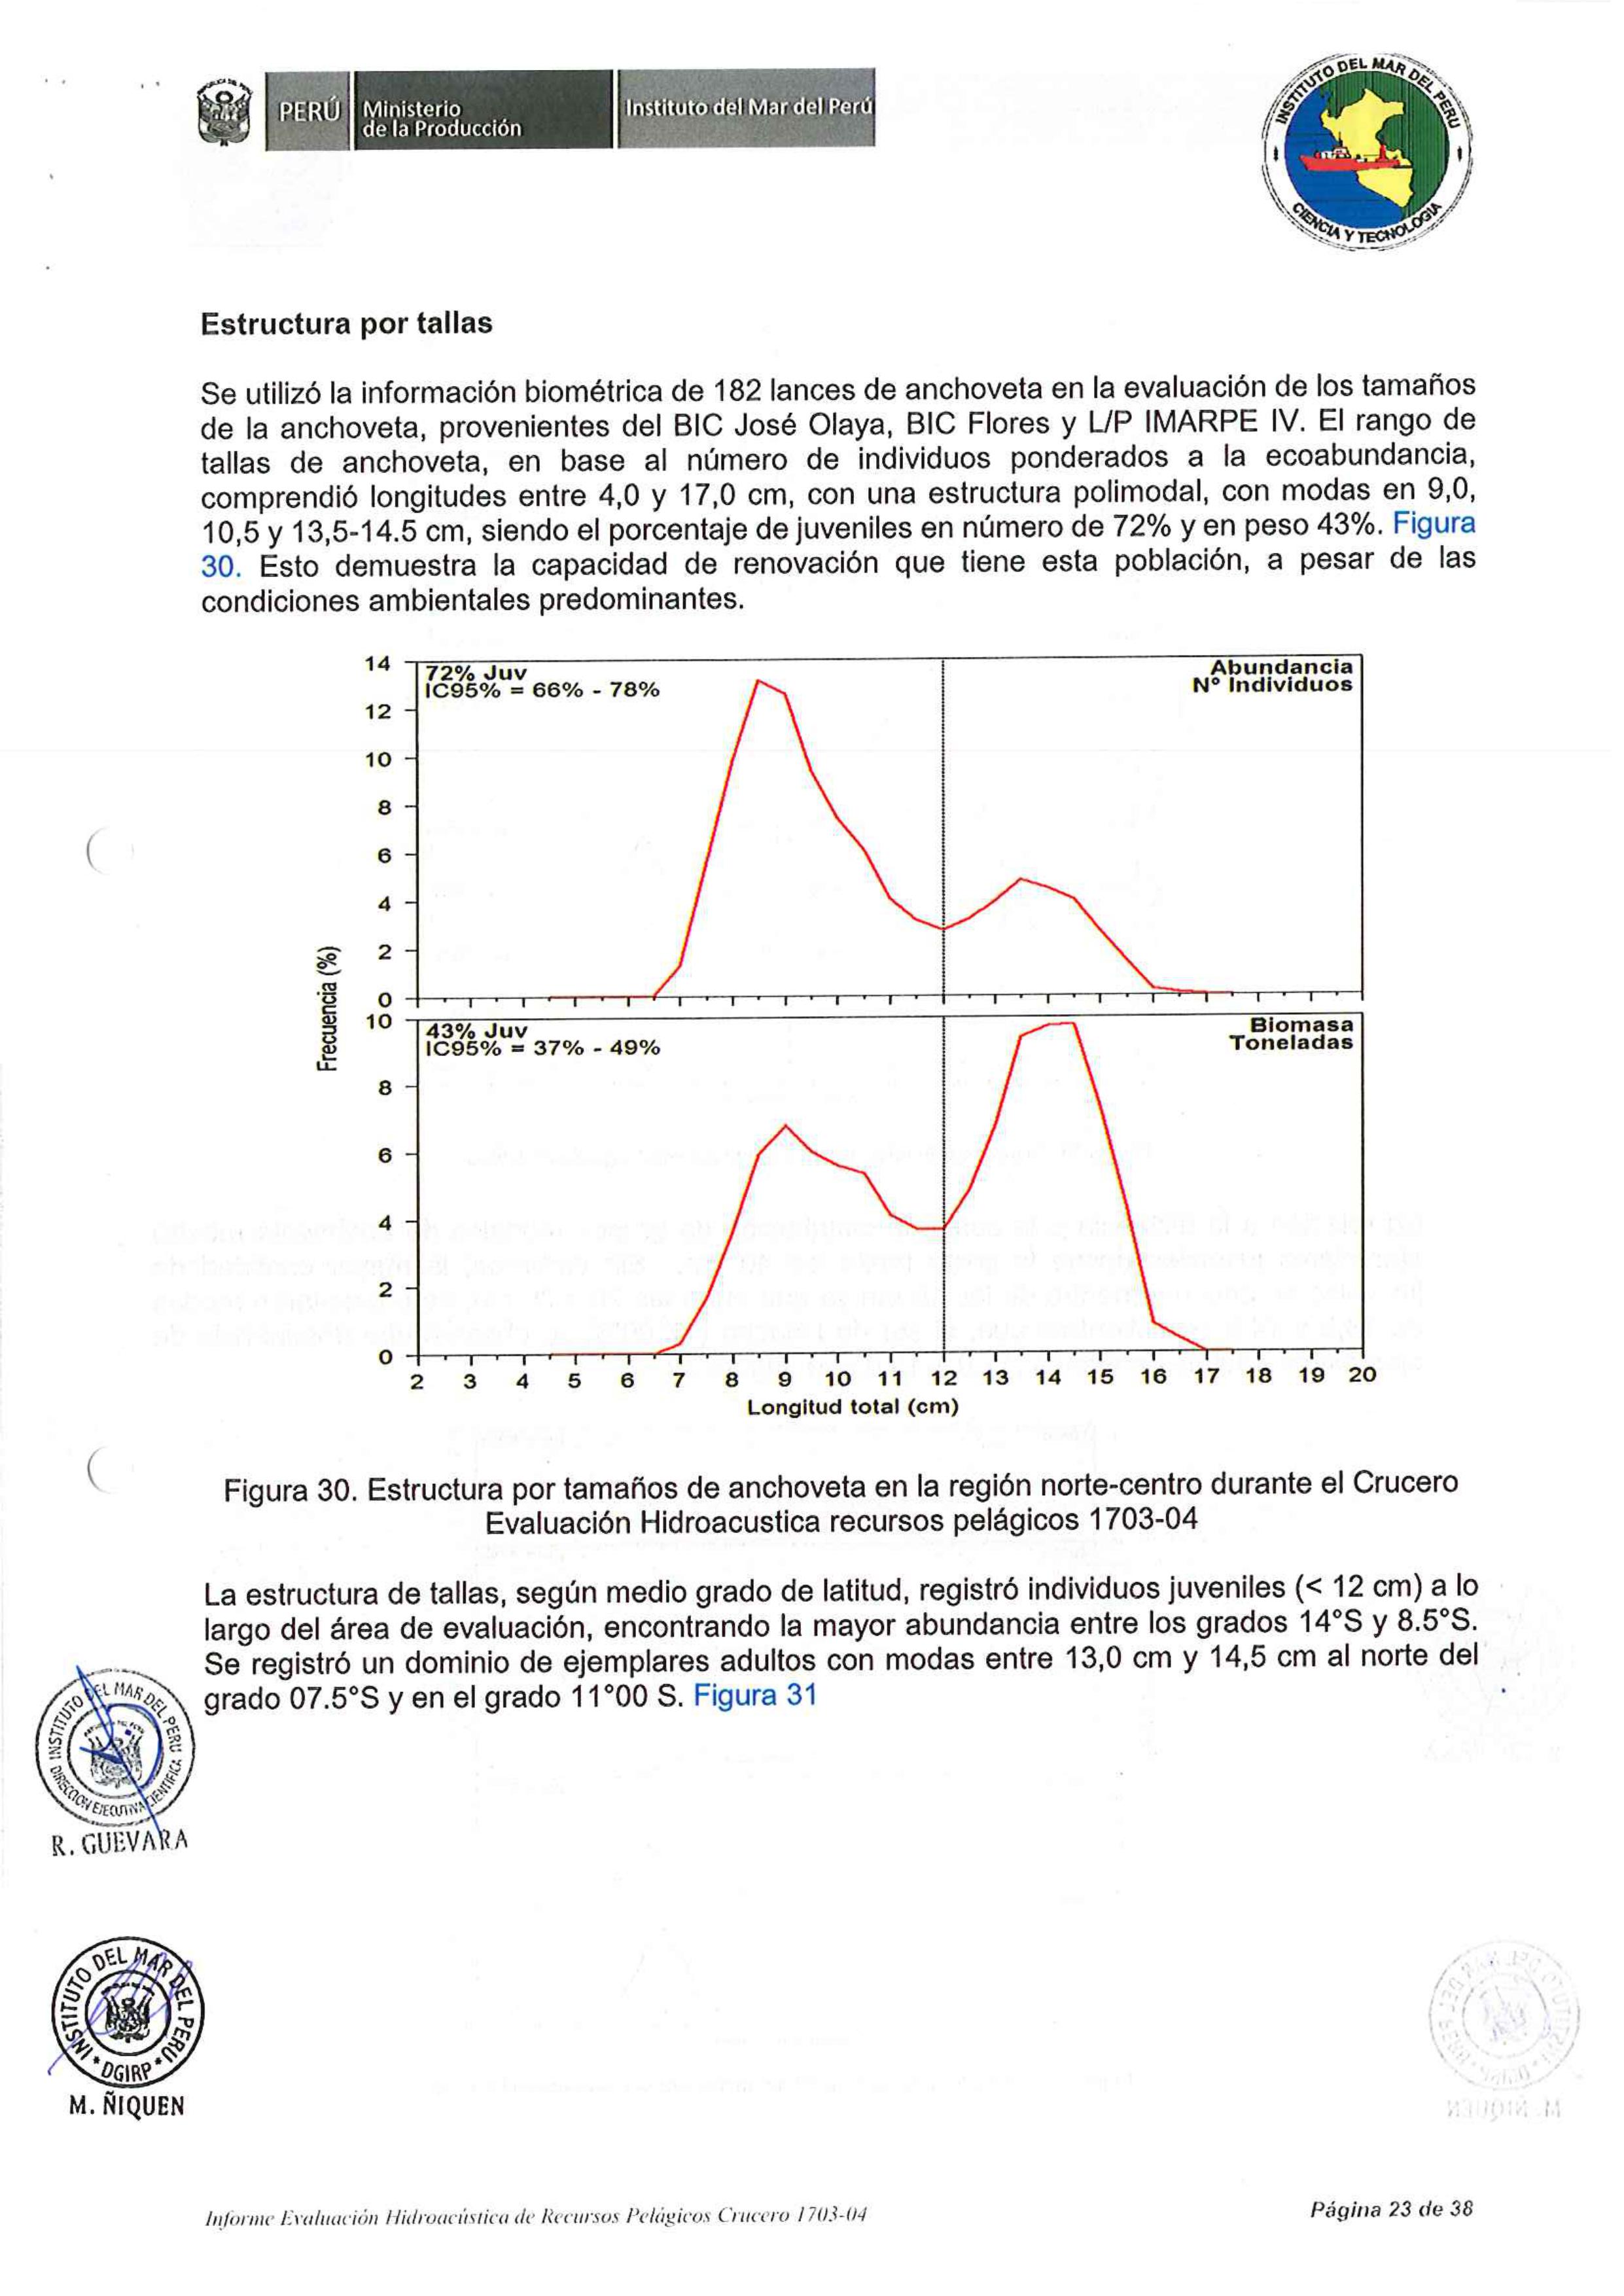 PERÚ
Ministerio
de la Producción
Instituto del Mar del Perú
INSTITUTO DEL MAR DEL PERU
CIENCIA Y TECNOLOGIA
Estructura por tallas
Se utilizó la información biométrica de 182 lances de anchoveta en la evaluación de los tamaños
de la anchoveta, provenientes del BIC José Olaya, BIC Flores y L/P IMARPE IV. El rango de
tallas de anchoveta, en base al número de individuos ponderados a la ecoabundancia,
comprendió longitudes entre 4,0 y 17,0 cm, con una estructura polimodal, con modas en 9,0,
10,5 y 13,5-14.5 cm, siendo el porcentaje de juveniles en número de 72% y en peso 43%. Figura
30. Esto demuestra la capacidad de renovación que tiene esta población, a pesar de las
condiciones ambientales predominantes.
Frecuencia (%)
72% Juv
IC95% = 66% - 78%
Abundancia
N° Individuos
14
12
10
8
6
4
2
0
43% Juv
IC95% = 37% - 49%
Biomasa
Toneladas
10
8
6
4
2
0
2 3 4 5 6 7 8 9 10 11 12 13 14 15 16 17 18 19 20
Longitud total (cm)
Figura 30. Estructura por tamaños de anchoveta en la región norte-centro durante el Crucero
Evaluación Hidroacustica recursos pelágicos 1703-04
La estructura de tallas, según medio grado de latitud, registró individuos juveniles (< 12 cm) a lo
largo del área de evaluación, encontrando la mayor abundancia entre los grados 14°S y 8.5°S.
Se registró un dominio de ejemplares adultos con modas entre 13,0 cm y 14,5 cm al norte del
grado 07.5°S y en el grado 11°00 S. Figura 31
INSTITUTO DEL MAR DEL PERU
DIRECCION EJECUTIVA CIENTIFICA
R. GUEVARA
INSTITUTO DEL MAR DEL PERU
* DGIRP *
M. ÑIQUEN
Informe Evaluación Hidroacústica de Recursos Pelágicos Crucero 1703-04
Página 23 de 38